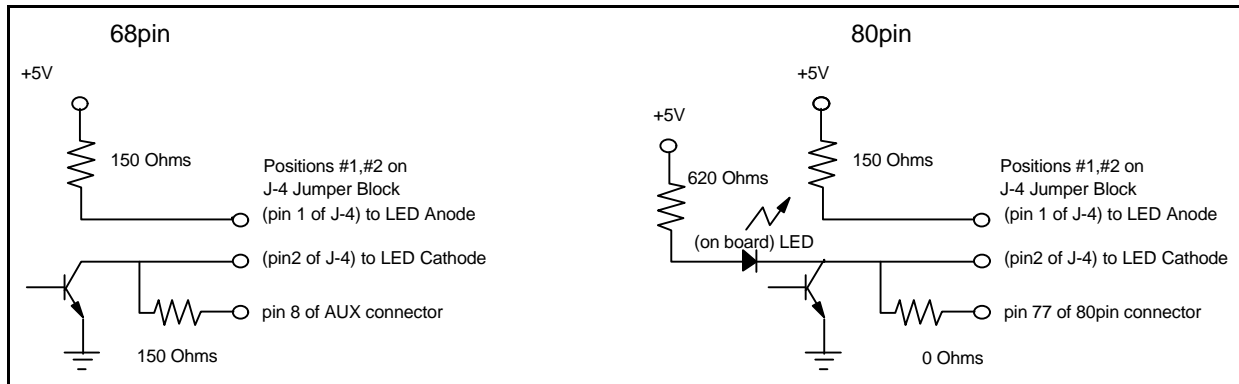 68pin
+5V
150 Ohms
Positions #1,#2 on
J-4 Jumper Block
(pin 1 of J-4) to LED Anode
(pin2 of J-4) to LED Cathode
pin 8 of AUX connector
150 Ohms
80pin
+5V
+5V
150 Ohms
620 Ohms
Positions #1,#2 on
J-4 Jumper Block
(pin 1 of J-4) to LED Anode
(on board) LED
(pin2 of J-4) to LED Cathode
pin 77 of 80pin connector
0 Ohms